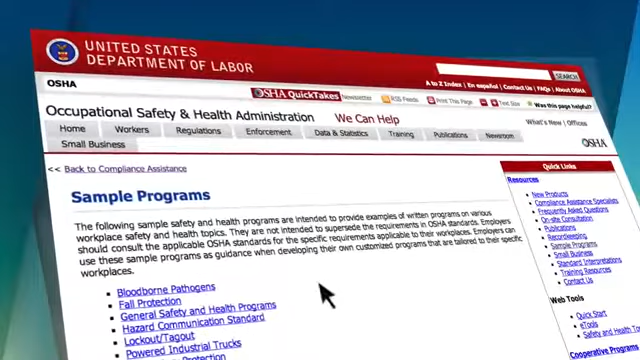 UNITED STATES
DEPARTMENT OF LABOR
SEARCH
A to Z Index | En español | Contact Us | FAQs | About OSHA
OSHA
OSHA QuickTakes Newsletter RSS Feeds Print This Page Text Size Was this page helpful?
Occupational Safety & Health Administration We Can Help
What's New | Offices
Home Workers Regulations Enforcement Data & Statistics Training Publications Newsroom
Small Business
OSHA
<< Back to Compliance Assistance
Sample Programs
The following sample safety and health programs are intended to provide examples of written programs on various
workplace safety and health topics. They are not intended to supersede the requirements in OSHA standards. Employers
should consult the applicable OSHA standards for the specific requirements applicable to their workplaces. Employers can
use these sample programs as guidance when developing their own customized programs that are tailored to their specific
workplaces.
Bloodborne Pathogens
Fall Protection
General Safety and Health Programs
Hazard Communication Standard
Lockout/Tagout
Powered Industrial Trucks
Protection
Quick Links
Resources
New Products
Compliance Assistance Specialists
Frequently Asked Questions
On-site Consultation
Publications
Recordkeeping
Sample Programs
Small Business
Standard Interpretations
Training Resources
Contact Us
Web Tools
Quick Start
eTools
Safety and Health To
Cooperative Programs